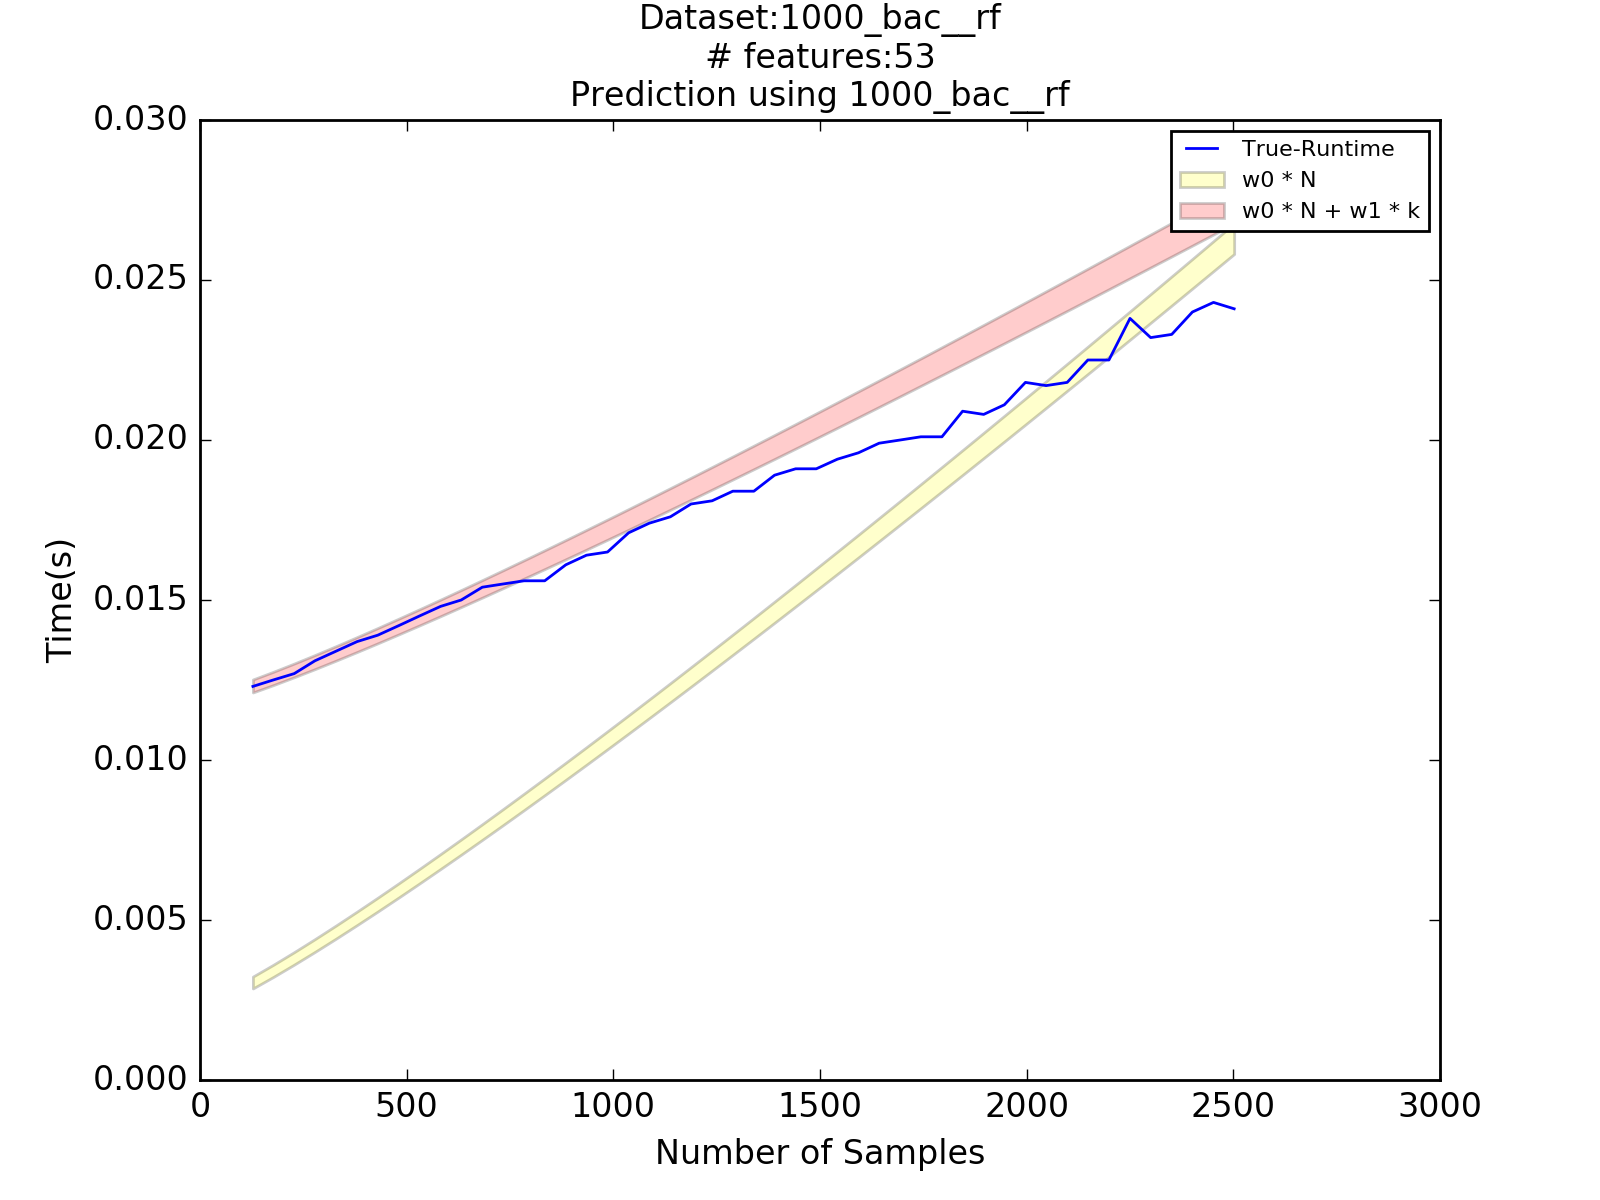 Dataset:1000_bac__rf
# features:53
Prediction using 1000_bac__rf
0.030
0.025
0.020
0.015
0.010
0.005
0.000
Time(s)
True-Runtime
w0 * N
w0 * N + w1 * k
0 500 1000 1500 2000 2500 3000
Number of Samples